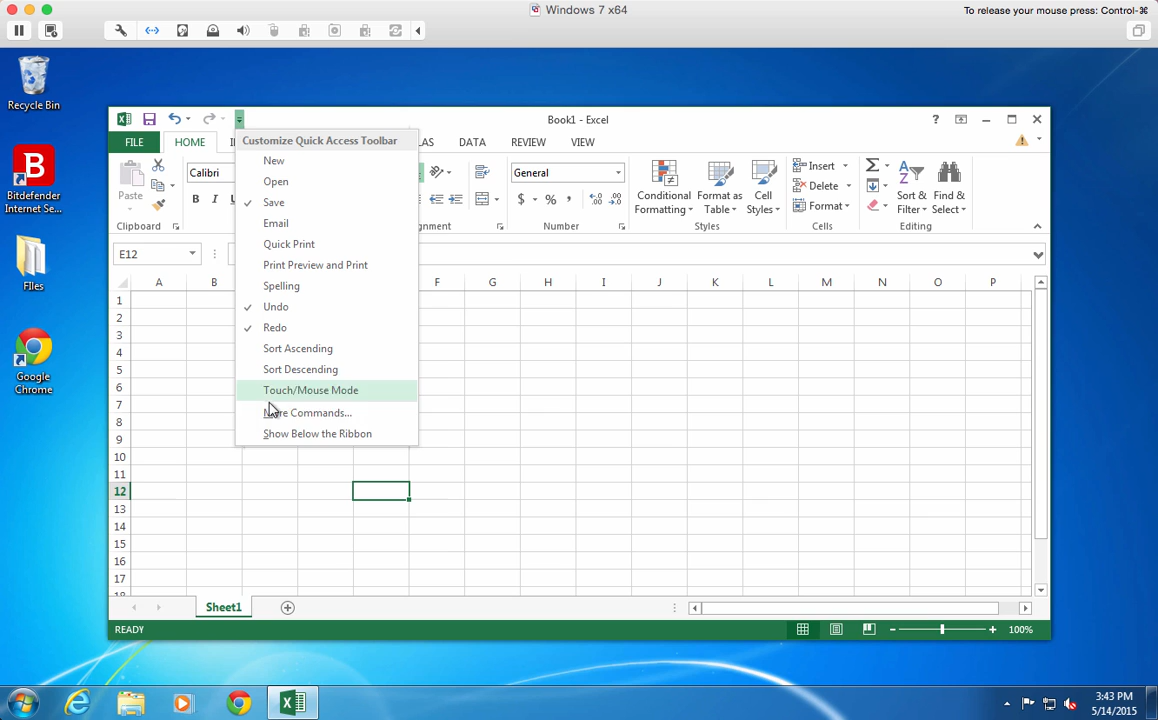 Windows 7 x64
To release your mouse press: Control-⌘
Recycle Bin
Book1 - Excel
?
FILE HOME LAS DATA REVIEW VIEW
Customize Quick Access Toolbar
New
Open
Save
Email
Quick Print
Print Preview and Print
Spelling
Undo
Redo
Sort Ascending
Sort Descending
Touch/Mouse Mode
More Commands...
Show Below the Ribbon
Paste
Clipboard
Calibri
B I U
gnment
General
$ % ,
Number
Conditional
Formatting
Format as
Table
Cell
Styles
Styles
Insert
Delete
Format
Cells
Sort &
Filter
Find &
Select
Editing
B
Bitdefender
Internet Se...
FIles
Google
Chrome
E12
A B F G H I J K L M N O P
1
2
3
4
5
6
7
8
9
10
11
12
13
14
15
16
17
Sheet1
READY
100%
3:43 PM
5/14/2015